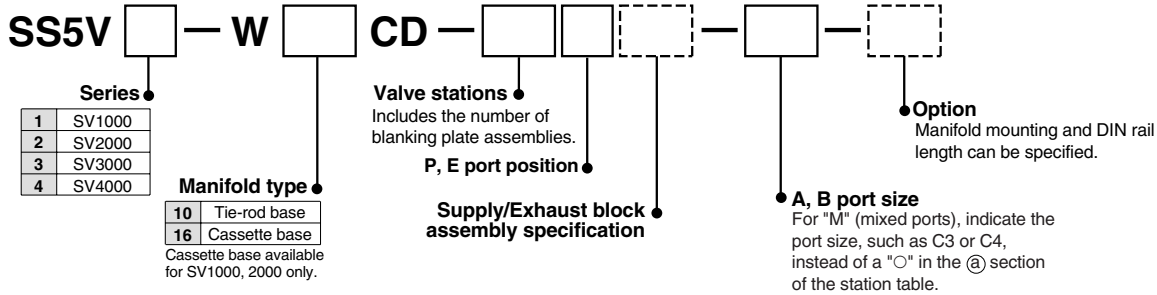 SS5V — W CD — — —
Series
1 SV1000
2 SV2000
3 SV3000
4 SV4000
Manifold type
10 Tie-rod base
16 Cassette base
Cassette base available
for SV1000, 2000 only.
Valve stations
Includes the number of
blanking plate assemblies.
P, E port position
Supply/Exhaust block
assembly specification
A, B port size
For "M" (mixed ports), indicate the
port size, such as C3 or C4,
instead of a "○" in the ⓐ section
of the station table.
Option
Manifold mounting and DIN rail
length can be specified.